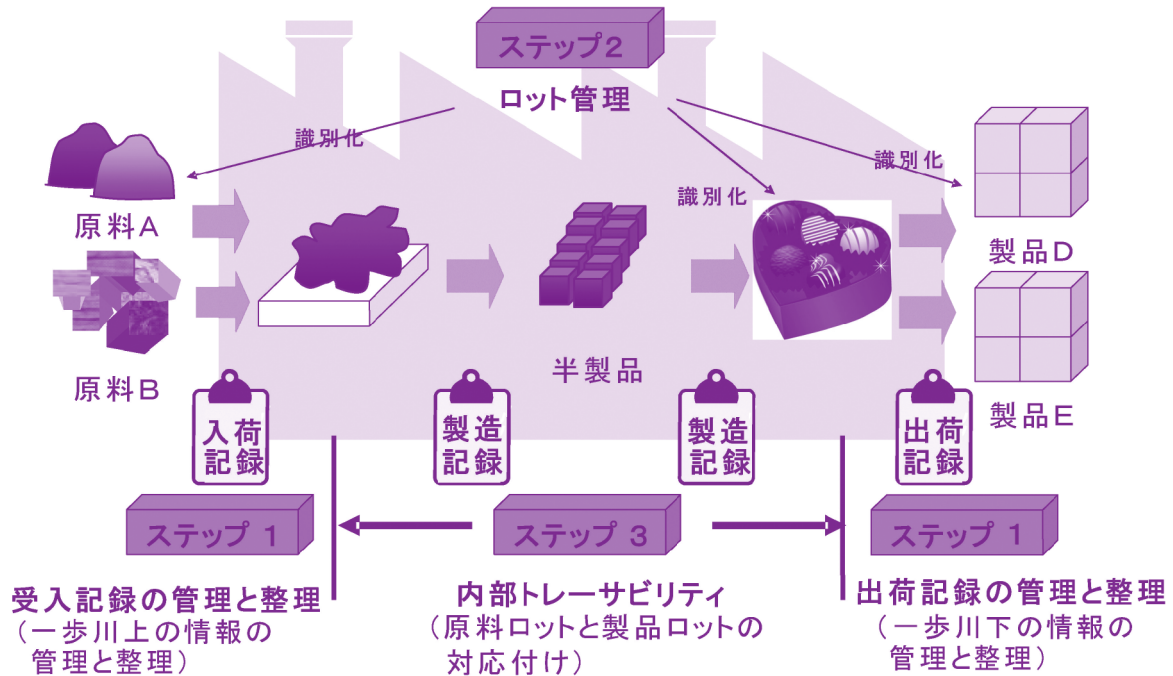 ステップ2
ロット管理
識別化
識別化
識別化
原料A
原料B
半製品
製品D
製品E
入荷
記録
製造
記録
製造
記録
出荷
記録
ステップ 1
ステップ 3
ステップ 1
受入記録の管理と整理
（一歩川上の情報の
管理と整理）
内部トレーサビリティ
（原料ロットと製品ロットの
対応付け）
出荷記録の管理と整理
（一歩川下の情報の
管理と整理）